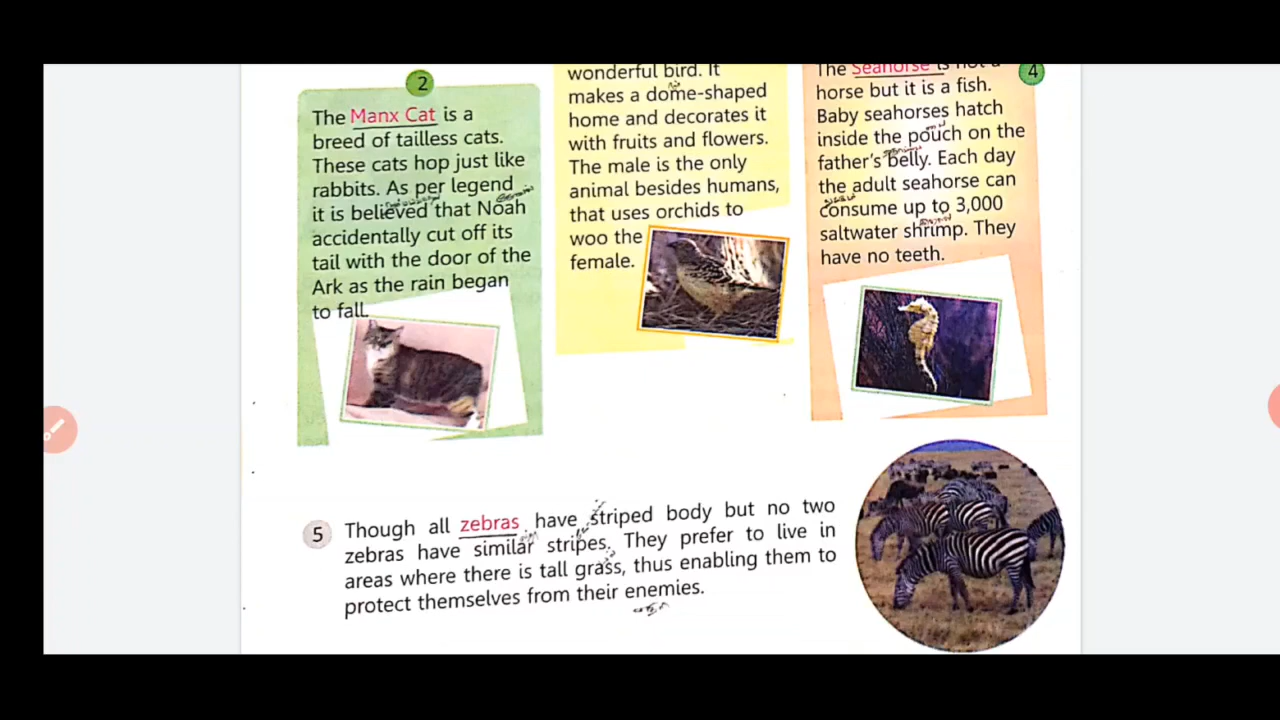 2
The Manx Cat is a
breed of tailless cats.
These cats hop just like
rabbits. As per legend
it is believed that Noah
accidentally cut off its
tail with the door of the
Ark as the rain began
to fall.
wonderful bird. It
makes a dome-shaped
home and decorates it
with fruits and flowers.
The male is the only
animal besides humans,
that uses orchids to
woo the
female.
4
The Seahorse is not a
horse but it is a fish.
Baby seahorses hatch
inside the pouch on the
father's belly. Each day
the adult seahorse can
consume up to 3,000
saltwater shrimp. They
have no teeth.
5
Though all zebras have striped body but no two
zebras have similar stripes. They prefer to live in
areas where there is tall grass, thus enabling them to
protect themselves from their enemies.